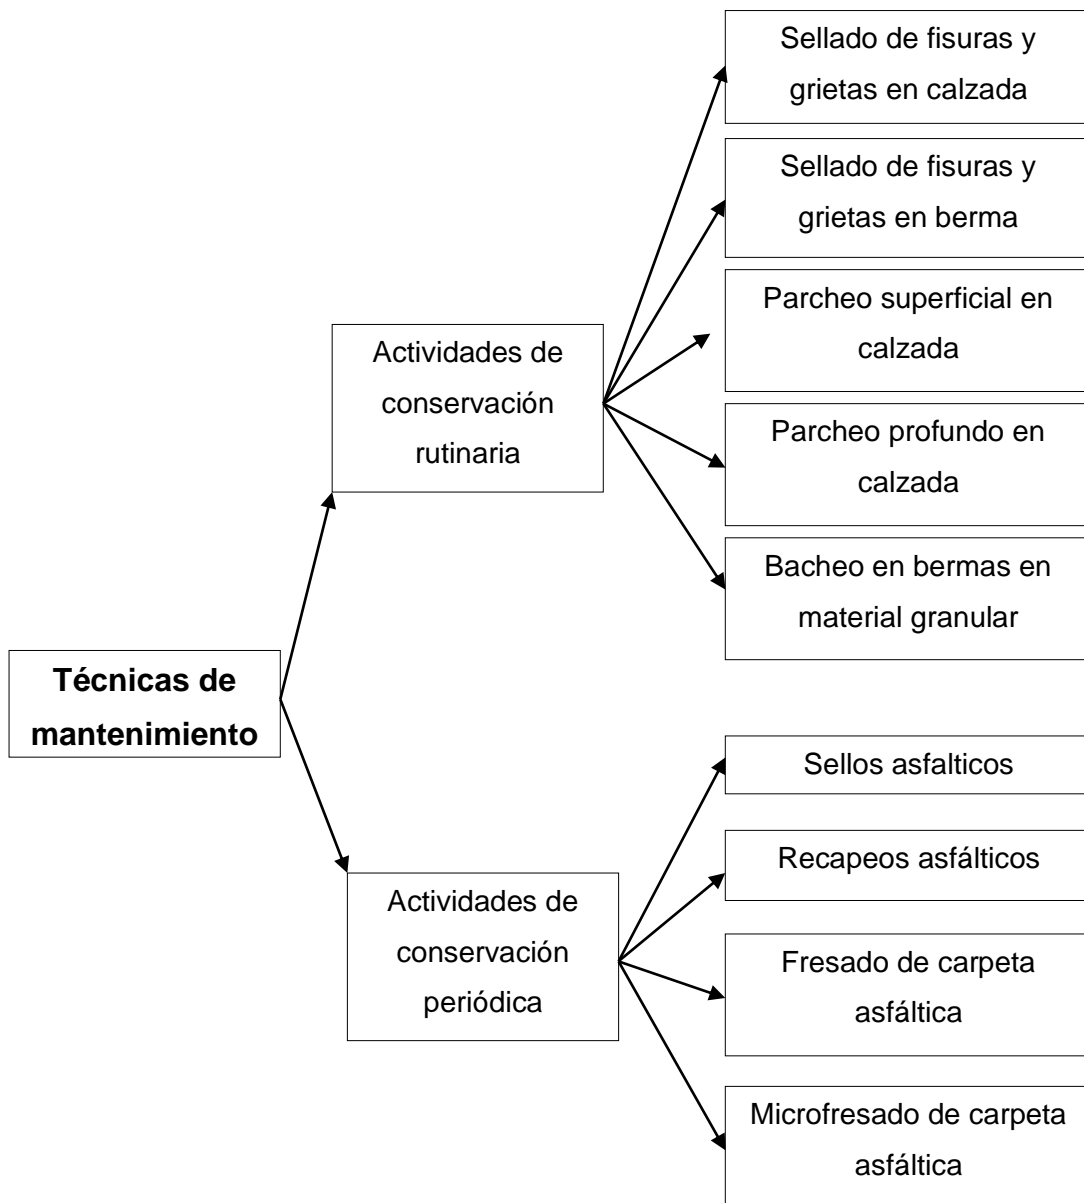 Técnicas de
mantenimiento
Actividades de
conservación
rutinaria
Sellado de fisuras y
grietas en calzada
Sellado de fisuras y
grietas en berma
Parcheo superficial en
calzada
Parcheo profundo en
calzada
Bacheo en bermas en
material granular
Actividades de
conservación
periódica
Sellos asfalticos
Recapeos asfálticos
Fresado de carpeta
asfáltica
Microfresado de carpeta
asfáltica